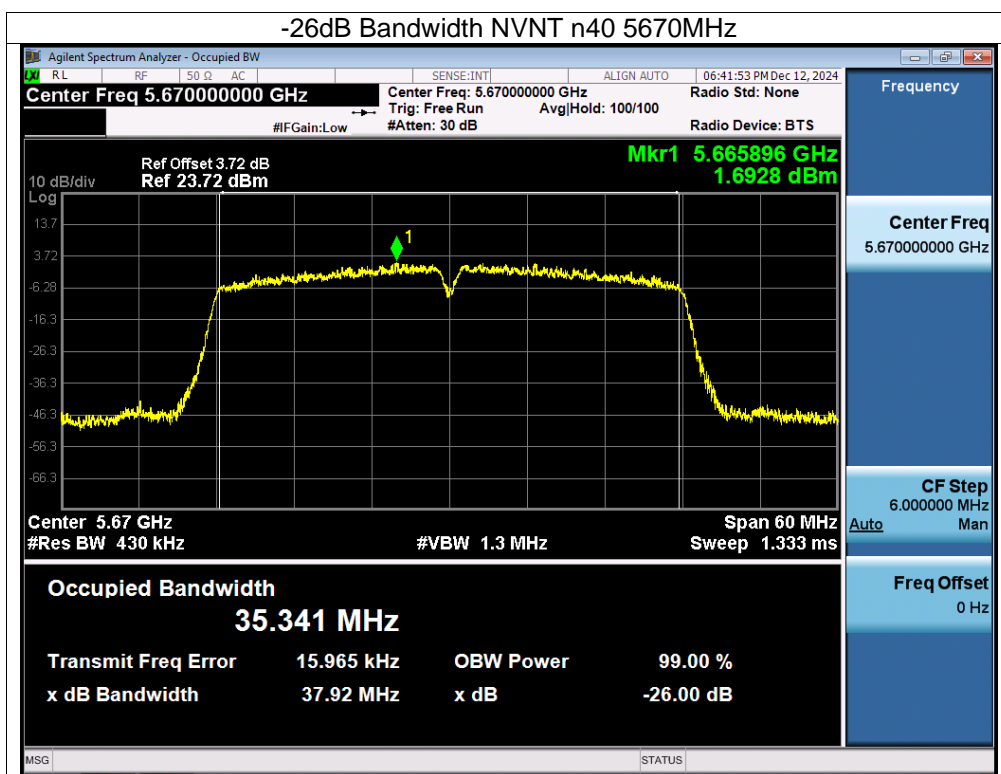 -26dB Bandwidth NVNT n40 5670MHz
Agilent Spectrum Analyzer - Occupied BW
LXI RL RF 50 Ω AC SENSE:INT ALIGN AUTO 06:41:53 PM Dec 12, 2024
Center Freq 5.670000000 GHz
Center Freq: 5.670000000 GHz
Radio Std: None
Trig: Free Run Avg|Hold: 100/100
#IFGain:Low #Atten: 30 dB Radio Device: BTS
Ref Offset 3.72 dB
Ref 23.72 dBm
10 dB/div
Log
Mkr1 5.665896 GHz
1.6928 dBm
13.7
3.72
-6.28
-16.3
-26.3
-36.3
-46.3
-56.3
-66.3
1
Center 5.67 GHz Span 60 MHz
#Res BW 430 kHz #VBW 1.3 MHz Sweep 1.333 ms
Occupied Bandwidth
35.341 MHz
Transmit Freq Error 15.965 kHz OBW Power 99.00 %
x dB Bandwidth 37.92 MHz x dB -26.00 dB
Frequency
Center Freq
5.670000000 GHz
CF Step
6.000000 MHz
Auto Man
Freq Offset
0 Hz
MSG STATUS